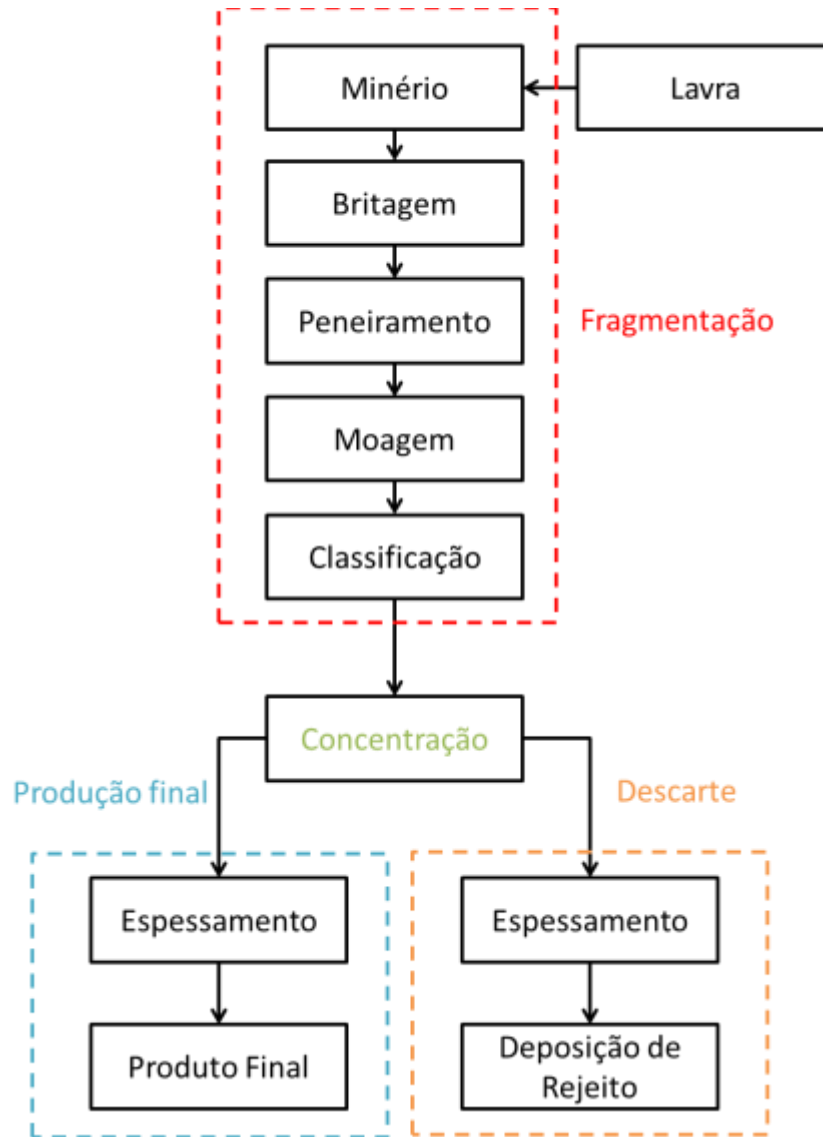 Minério
Lavra
Britagem
Peneiramento
Fragmentação
Moagem
Classificação
Concentração
Produção final
Descarte
Espessamento
Espessamento
Produto Final
Deposição de
Rejeito